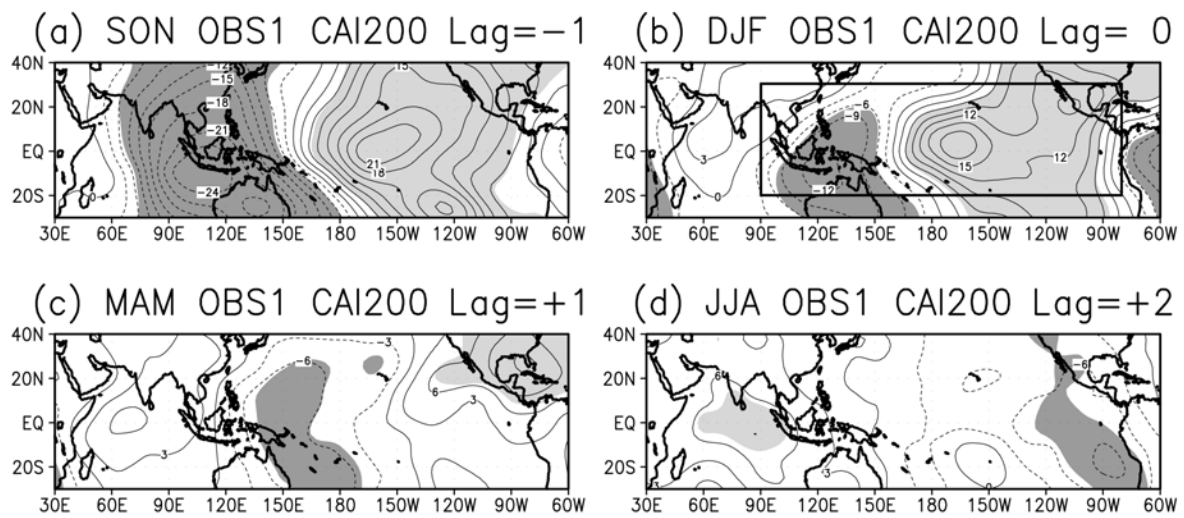 (a) SON OBS1 CAI200 Lag=−1
40N
20N
EQ
20S
−12
−15
−18
−21
−24
0
15
21
18
30E 60E 90E 120E 150E 180 150W 120W 90W 60W
(b) DJF OBS1 CAI200 Lag= 0
40N
20N
EQ
20S
3
0
−6
−9
−12
12
15
12
30E 60E 90E 120E 150E 180 150W 120W 90W 60W
(c) MAM OBS1 CAI200 Lag=+1
40N
20N
EQ
20S
−3
−6
6
3
3
30E 60E 90E 120E 150E 180 150W 120W 90W 60W
(d) JJA OBS1 CAI200 Lag=+2
40N
20N
EQ
20S
6
−6
3
0
30E 60E 90E 120E 150E 180 150W 120W 90W 60W